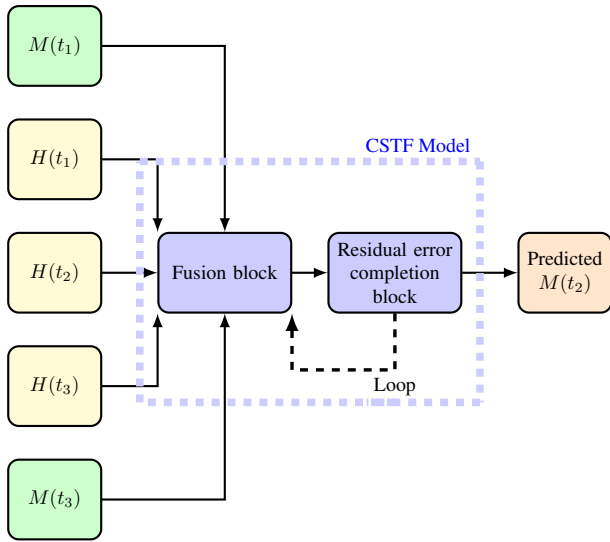 M(t₁)
H(t₁)
CSTF Model
H(t₂)
Fusion block
Residual error
completion
block
Predicted
M(t₂)
H(t₃)
Loop
M(t₃)